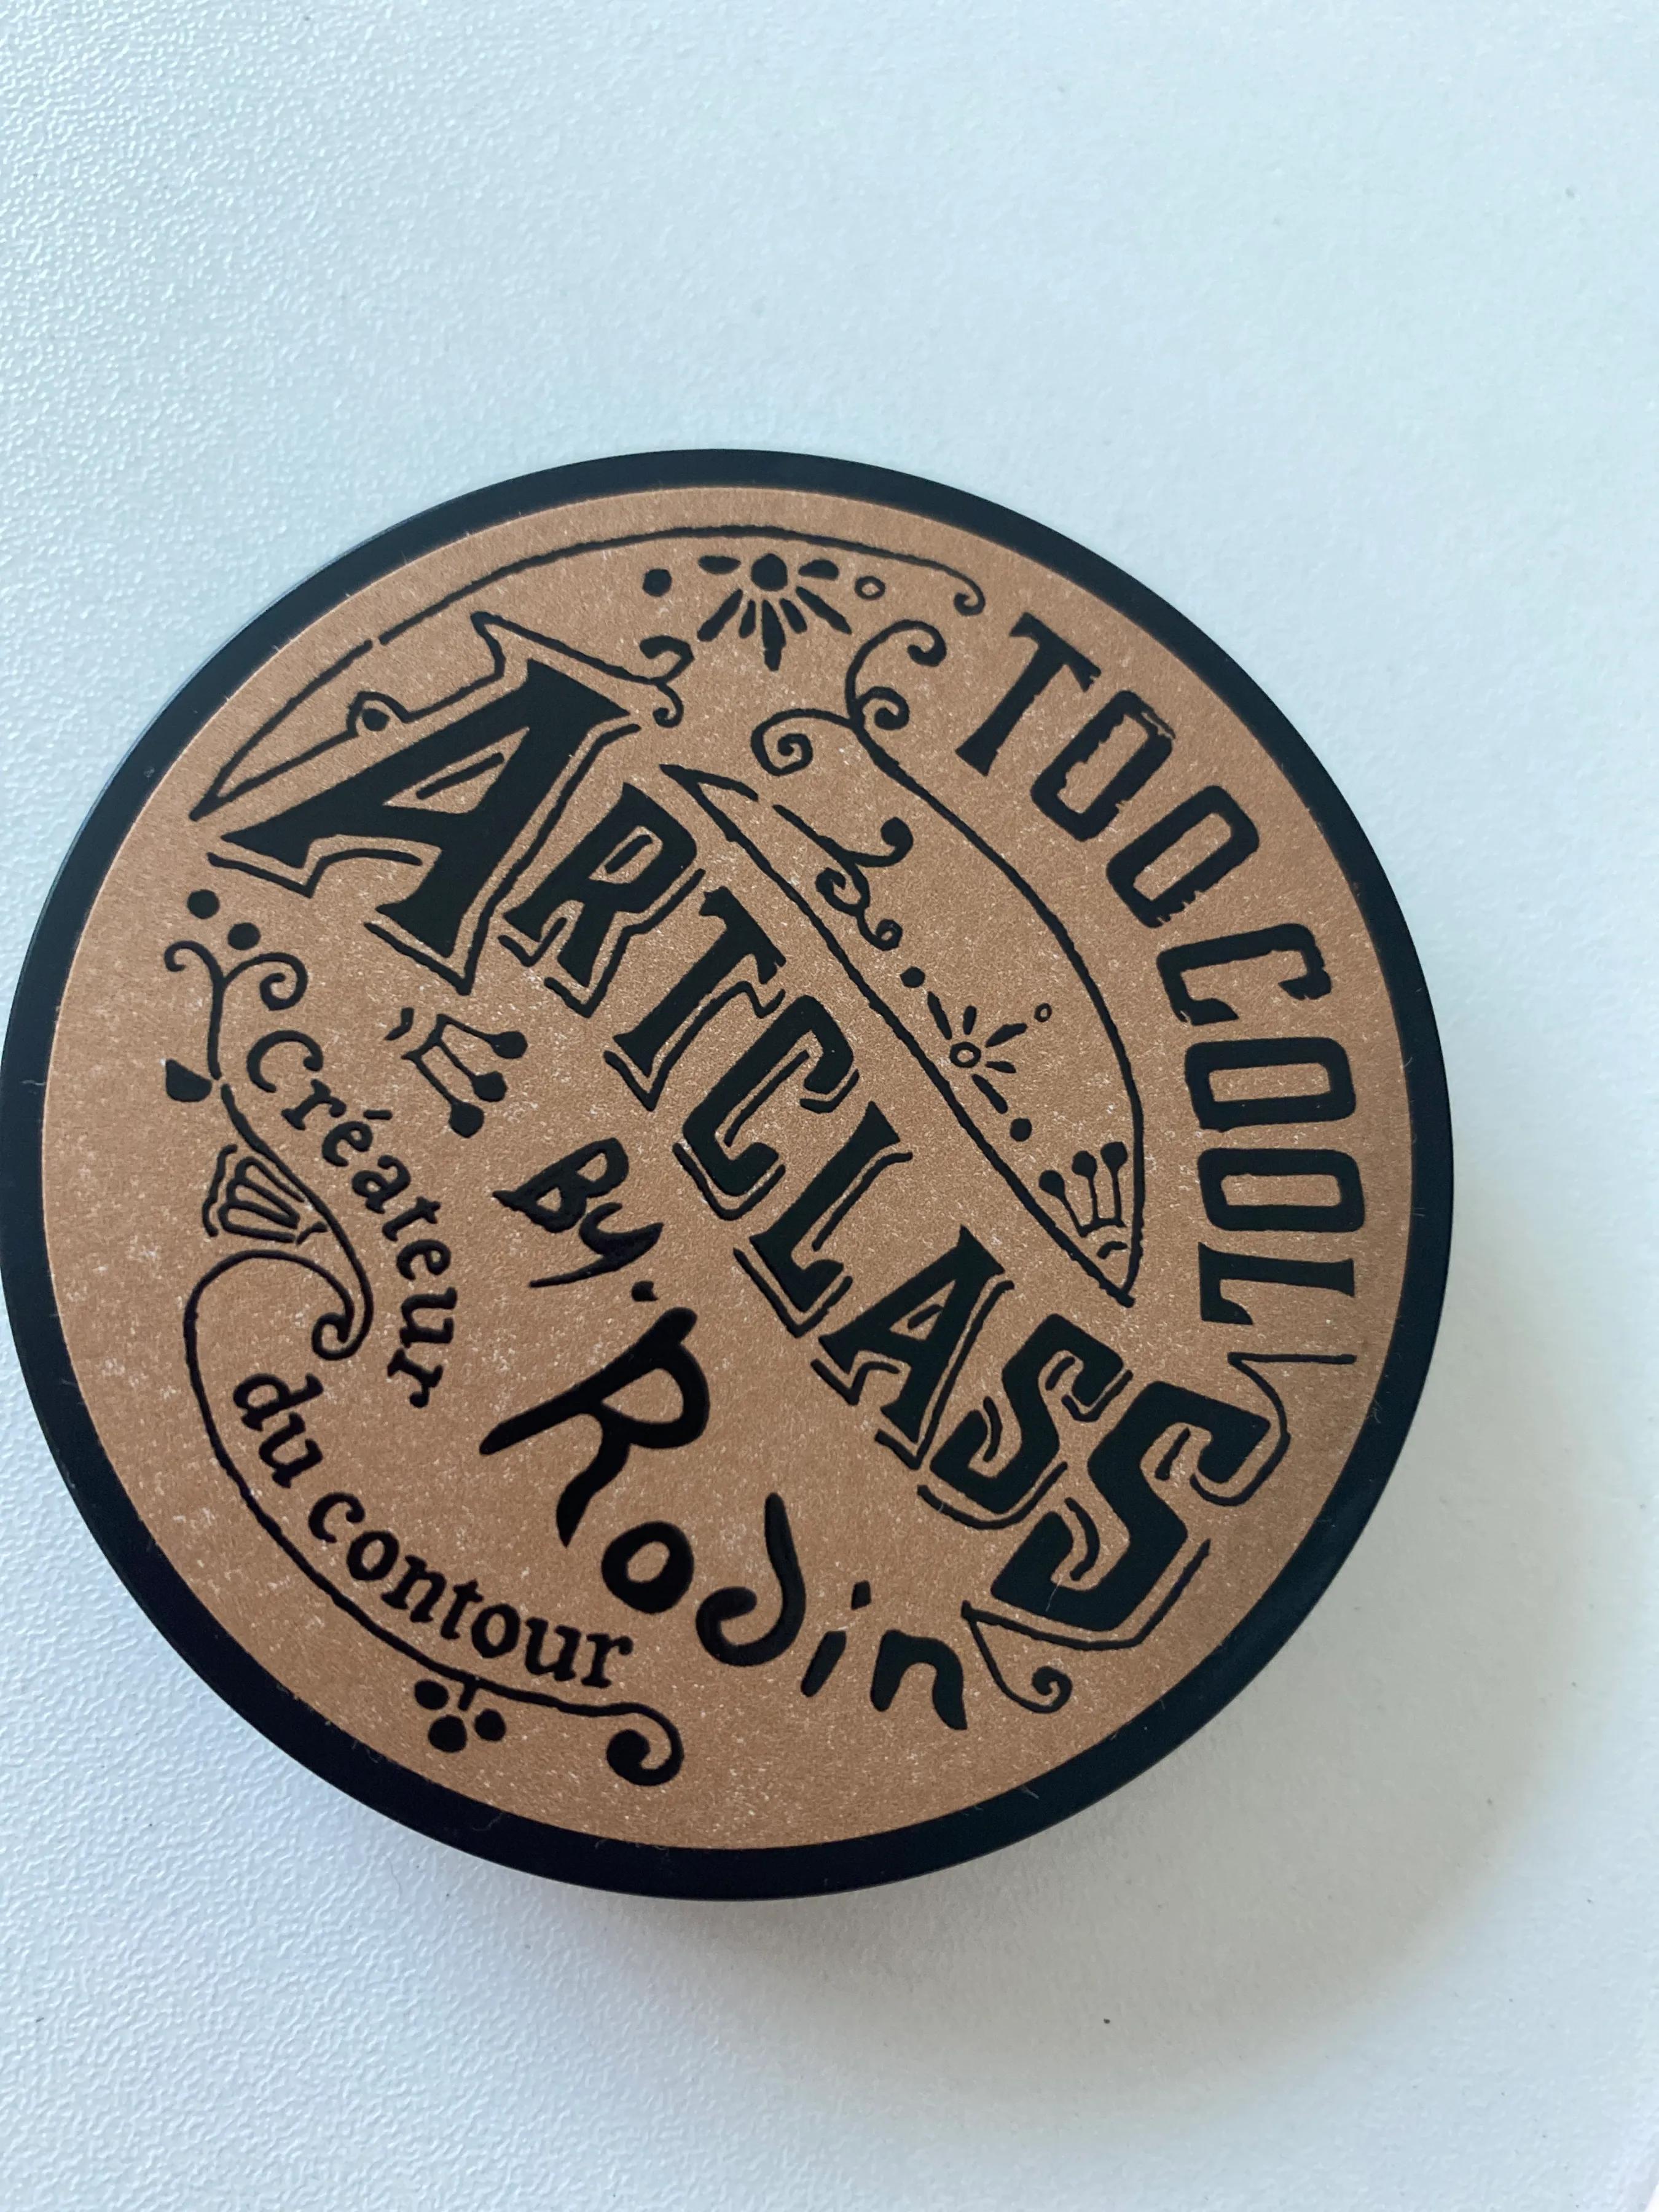 TOO COOL
ARTCLASS
By. Rodin
Créateur
du contour